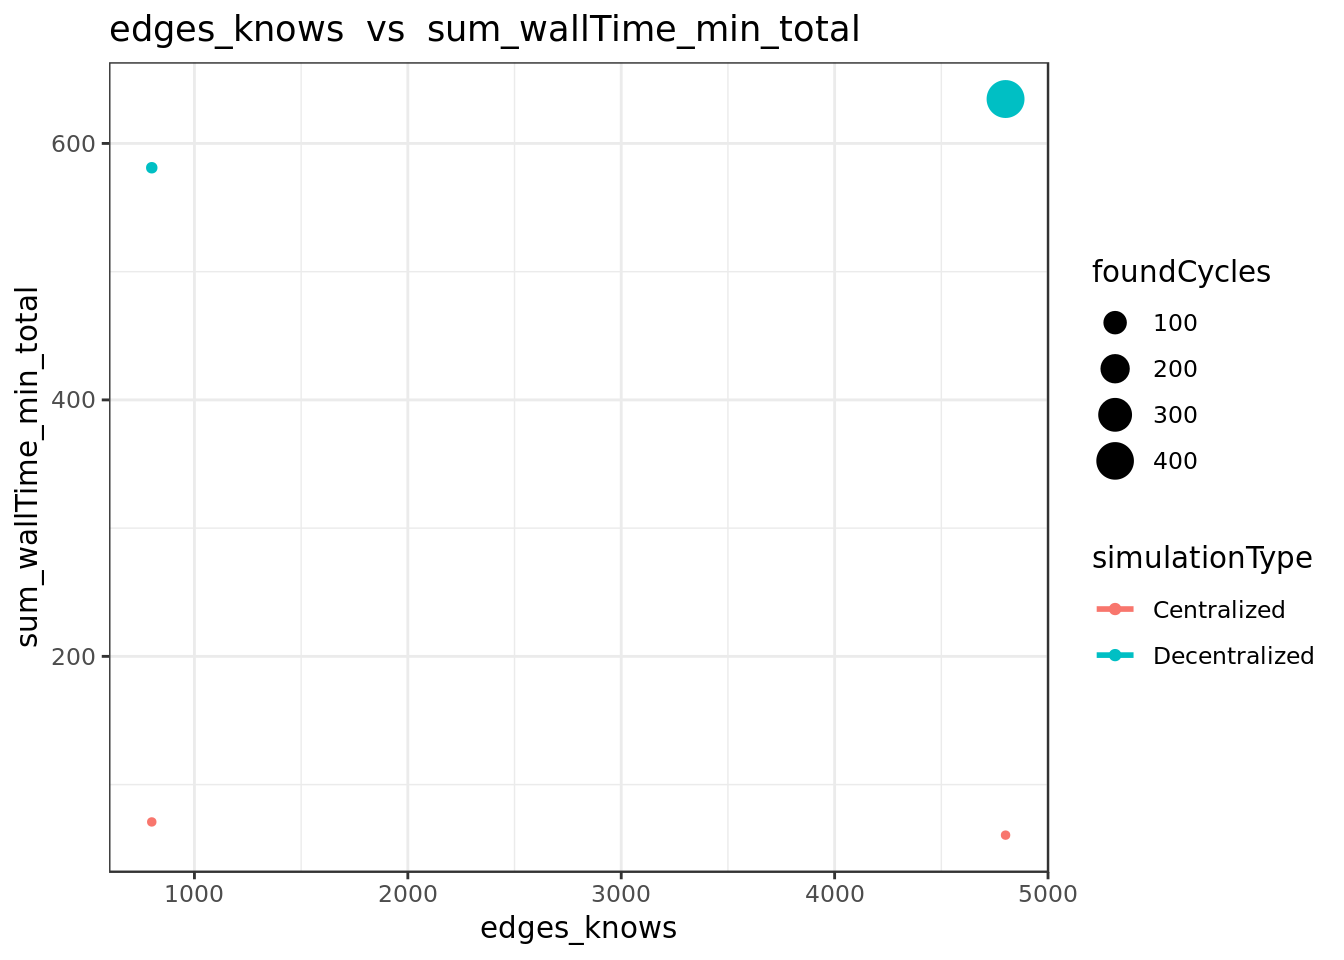 edges_knows  vs  sum_wallTime_min_total
sum_wallTime_min_total
600
400
200
1000
2000
3000
4000
5000
edges_knows
foundCycles
100
200
300
400
simulationType
Centralized
Decentralized